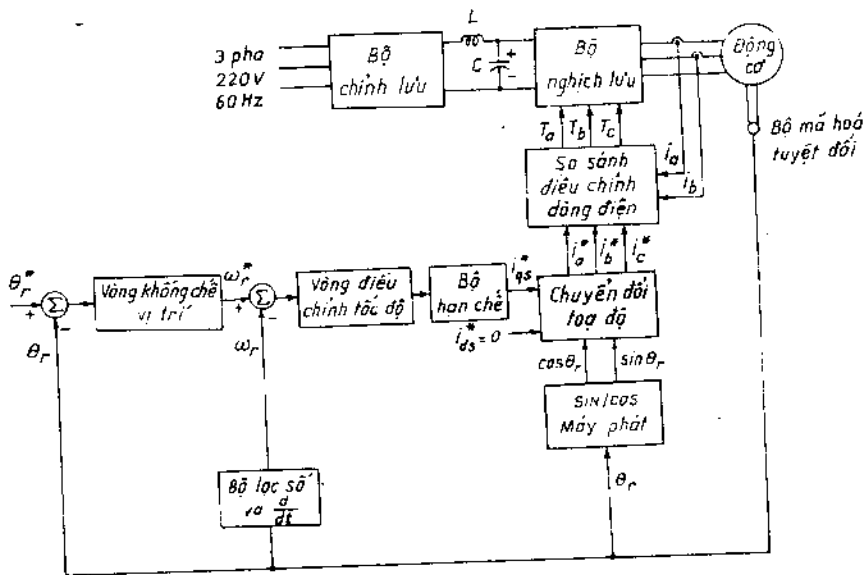 L
3 pha
220V
60 Hz
Bộ
chỉnh lưu
C
+
-
Bộ
nghịch lưu
Động
cơ
Bộ mã hoá
tuyệt đối
Ta Tb Tc
ia
ib
So sánh
điều chỉnh
dòng điện
ia* ib* ic*
θr*
+
-
Σ
θr
Vòng khống chế
vị trí
ωr*
+
-
Σ
ωr
Vòng điều
chỉnh tốc độ
Bộ
hạn chế
iqs*
ids* = 0
Chuyển đổi
toạ độ
cosθr
sinθr
SIN/COS
Máy phát
θr
Bộ lọc số
và d/dt